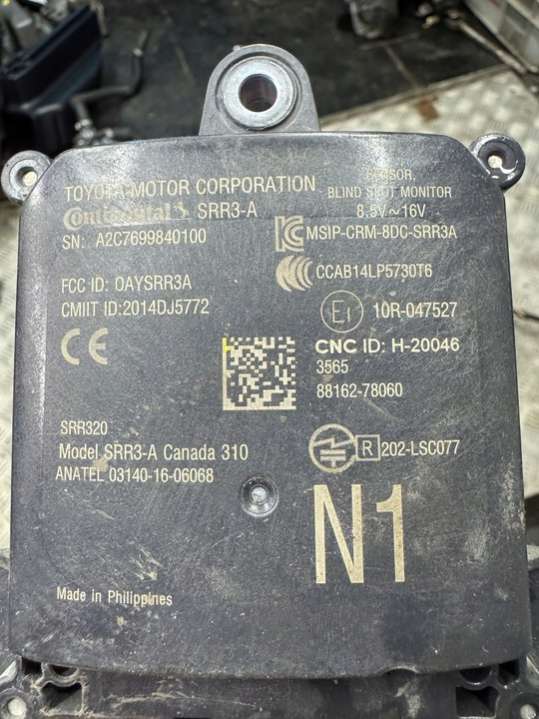 TOYOTA MOTOR CORPORATION
Continental SRR3-A
SN: A2C7699840100
SENSOR,
BLIND SPOT MONITOR
8.5V~16V
MSIP-CRM-8DC-SRR3A
CCAB14LP5730T6
FCC ID: OAYSRR3A
CMIIT ID:2014DJ5772
E1 10R-047527
CE
CNC ID: H-20046
3565
88162-78060
SRR320
Model SRR3-A Canada 310
ANATEL 03140-16-06068
R 202-LSC077
N1
Made in Philippines